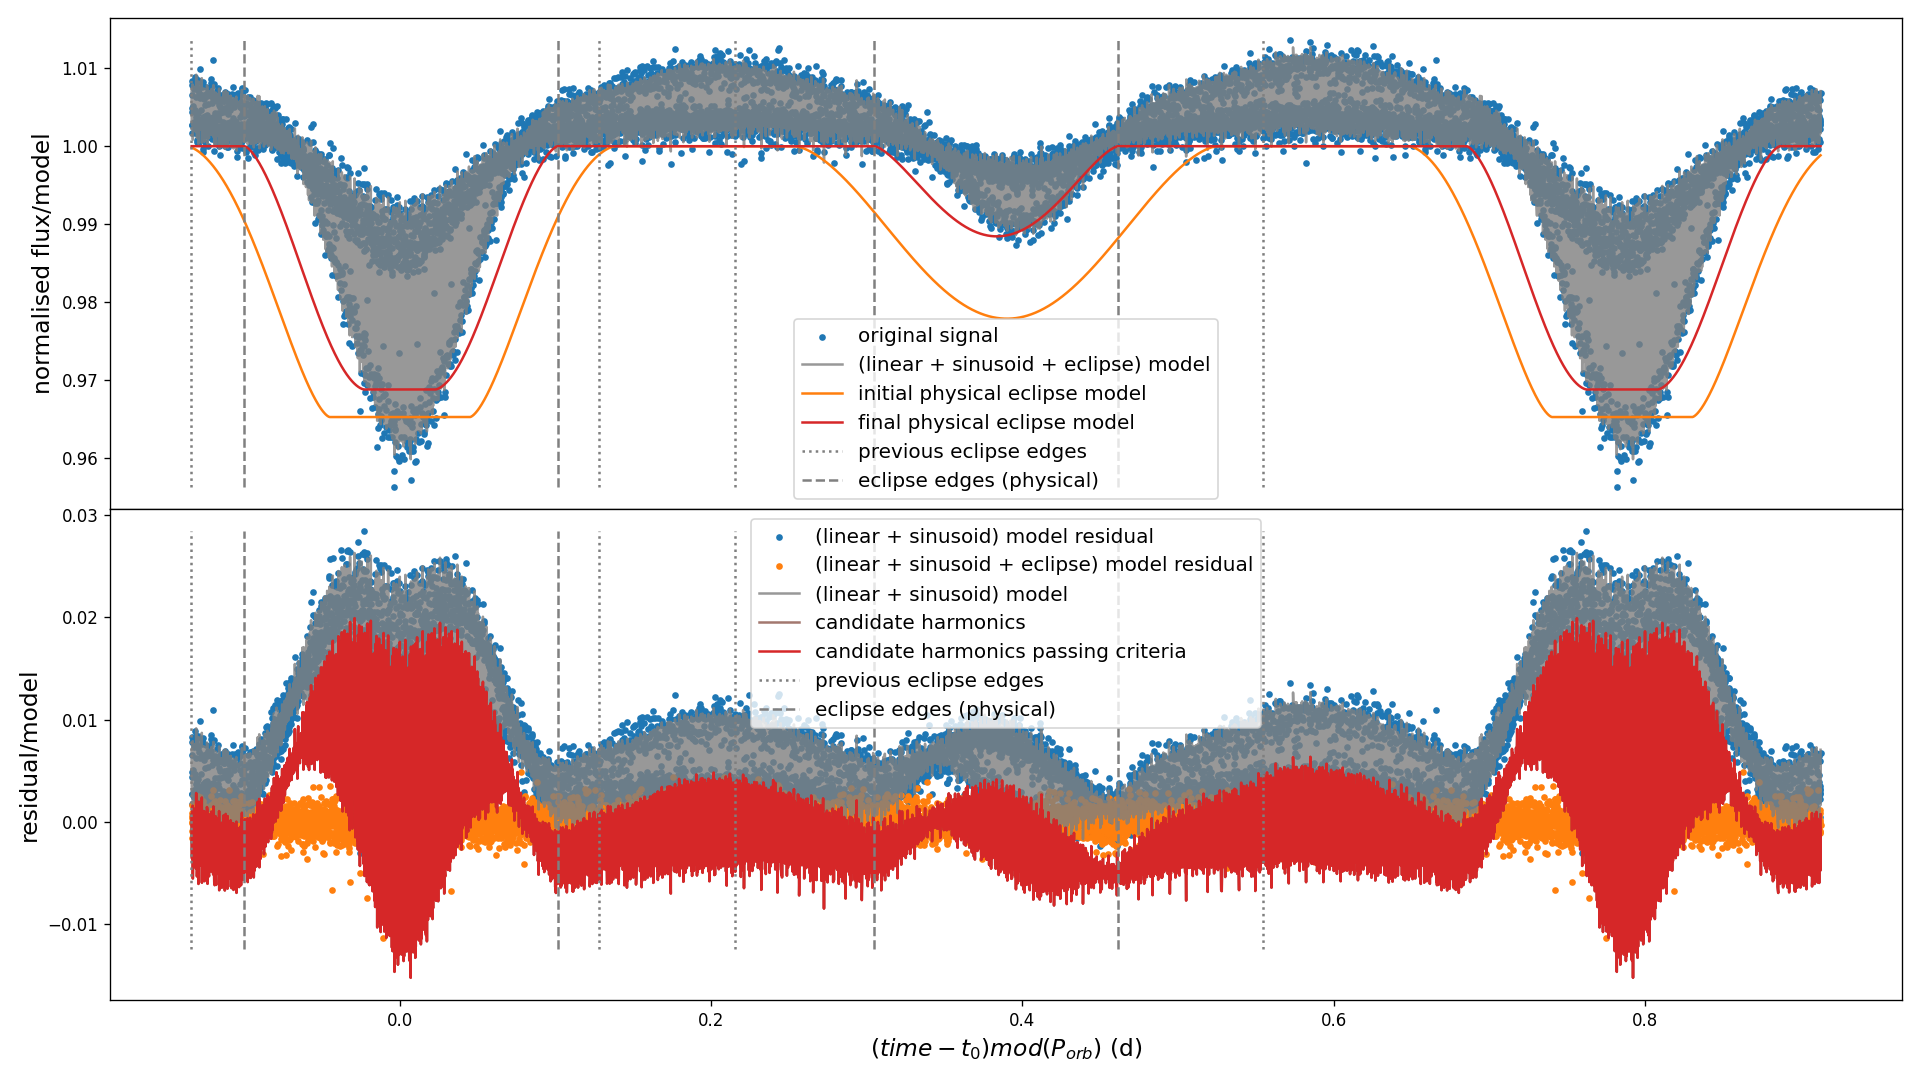 normalised flux/model
1.01
1.00
0.99
0.98
0.97
0.96
original signal
(linear + sinusoid + eclipse) model
initial physical eclipse model
final physical eclipse model
previous eclipse edges
eclipse edges (physical)
residual/model
0.03
0.02
0.01
0.00
−0.01
(linear + sinusoid) model residual
(linear + sinusoid + eclipse) model residual
(linear + sinusoid) model
candidate harmonics
candidate harmonics passing criteria
previous eclipse edges
eclipse edges (physical)
0.0 0.2 0.4 0.6 0.8
(time − t₀)mod(P_{orb}) (d)